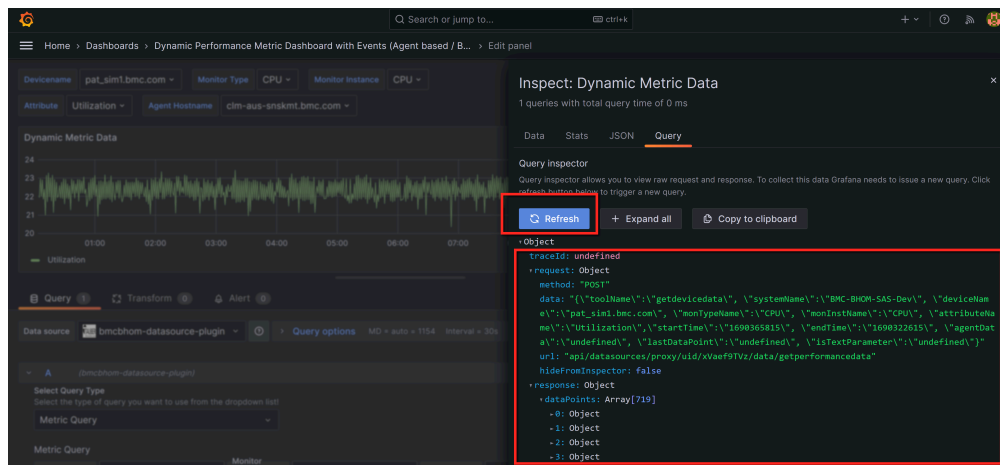 Search or jump to...
ctrl+k
Home › Dashboards › Dynamic Performance Metric Dashboard with Events (Agent based / B... › Edit panel
Devicename pat_sim1.bmc.com Monitor Type CPU Monitor Instance CPU
Attribute Utilization Agent Hostname clm-aus-snskmt.bmc.com
Dynamic Metric Data
24
23
22
21
20
01:00 02:00 03:00 04:00 05:00 06:00 07:00
Utilization
Query 1 Transform 0 Alert 0
Data source bmcbhom-datasource-plugin Query options MD = auto = 1154 Interval = 30s
A (bmcbhom-datasource-plugin)
Select Query Type
Select the type of query you want to use from the dropdown list!
Metric Query
Metric Query
Monitor
Inspect: Dynamic Metric Data
1 queries with total query time of 0 ms
Data Stats JSON Query
Query inspector
Query inspector allows you to view raw request and response. To collect this data Grafana needs to issue a new query. Click
refresh button below to trigger a new query.
Refresh + Expand all Copy to clipboard
Object
traceId: undefined
request: Object
method: "POST"
data: "{\"toolName\":\"getdevicedata\", \"systemName\":\"BMC-BHOM-SAS-Dev\", \"deviceNam
e\":\"pat_sim1.bmc.com\", \"monTypeName\":\"CPU\", \"monInstName\":\"CPU\", \"attributeNa
me\":\"Utilization\",\"startTime\":\"1690365815\", \"endTime\":\"1690322615\", \"agentDat
a\":\"undefined\", \"lastDataPoint\":\"undefined\", \"isTextParameter\":\"undefined\"}"
url: "api/datasources/proxy/uid/xVaef9TVz/data/getperformancedata"
hideFromInspector: false
response: Object
dataPoints: Array[719]
0: Object
1: Object
2: Object
3: Object